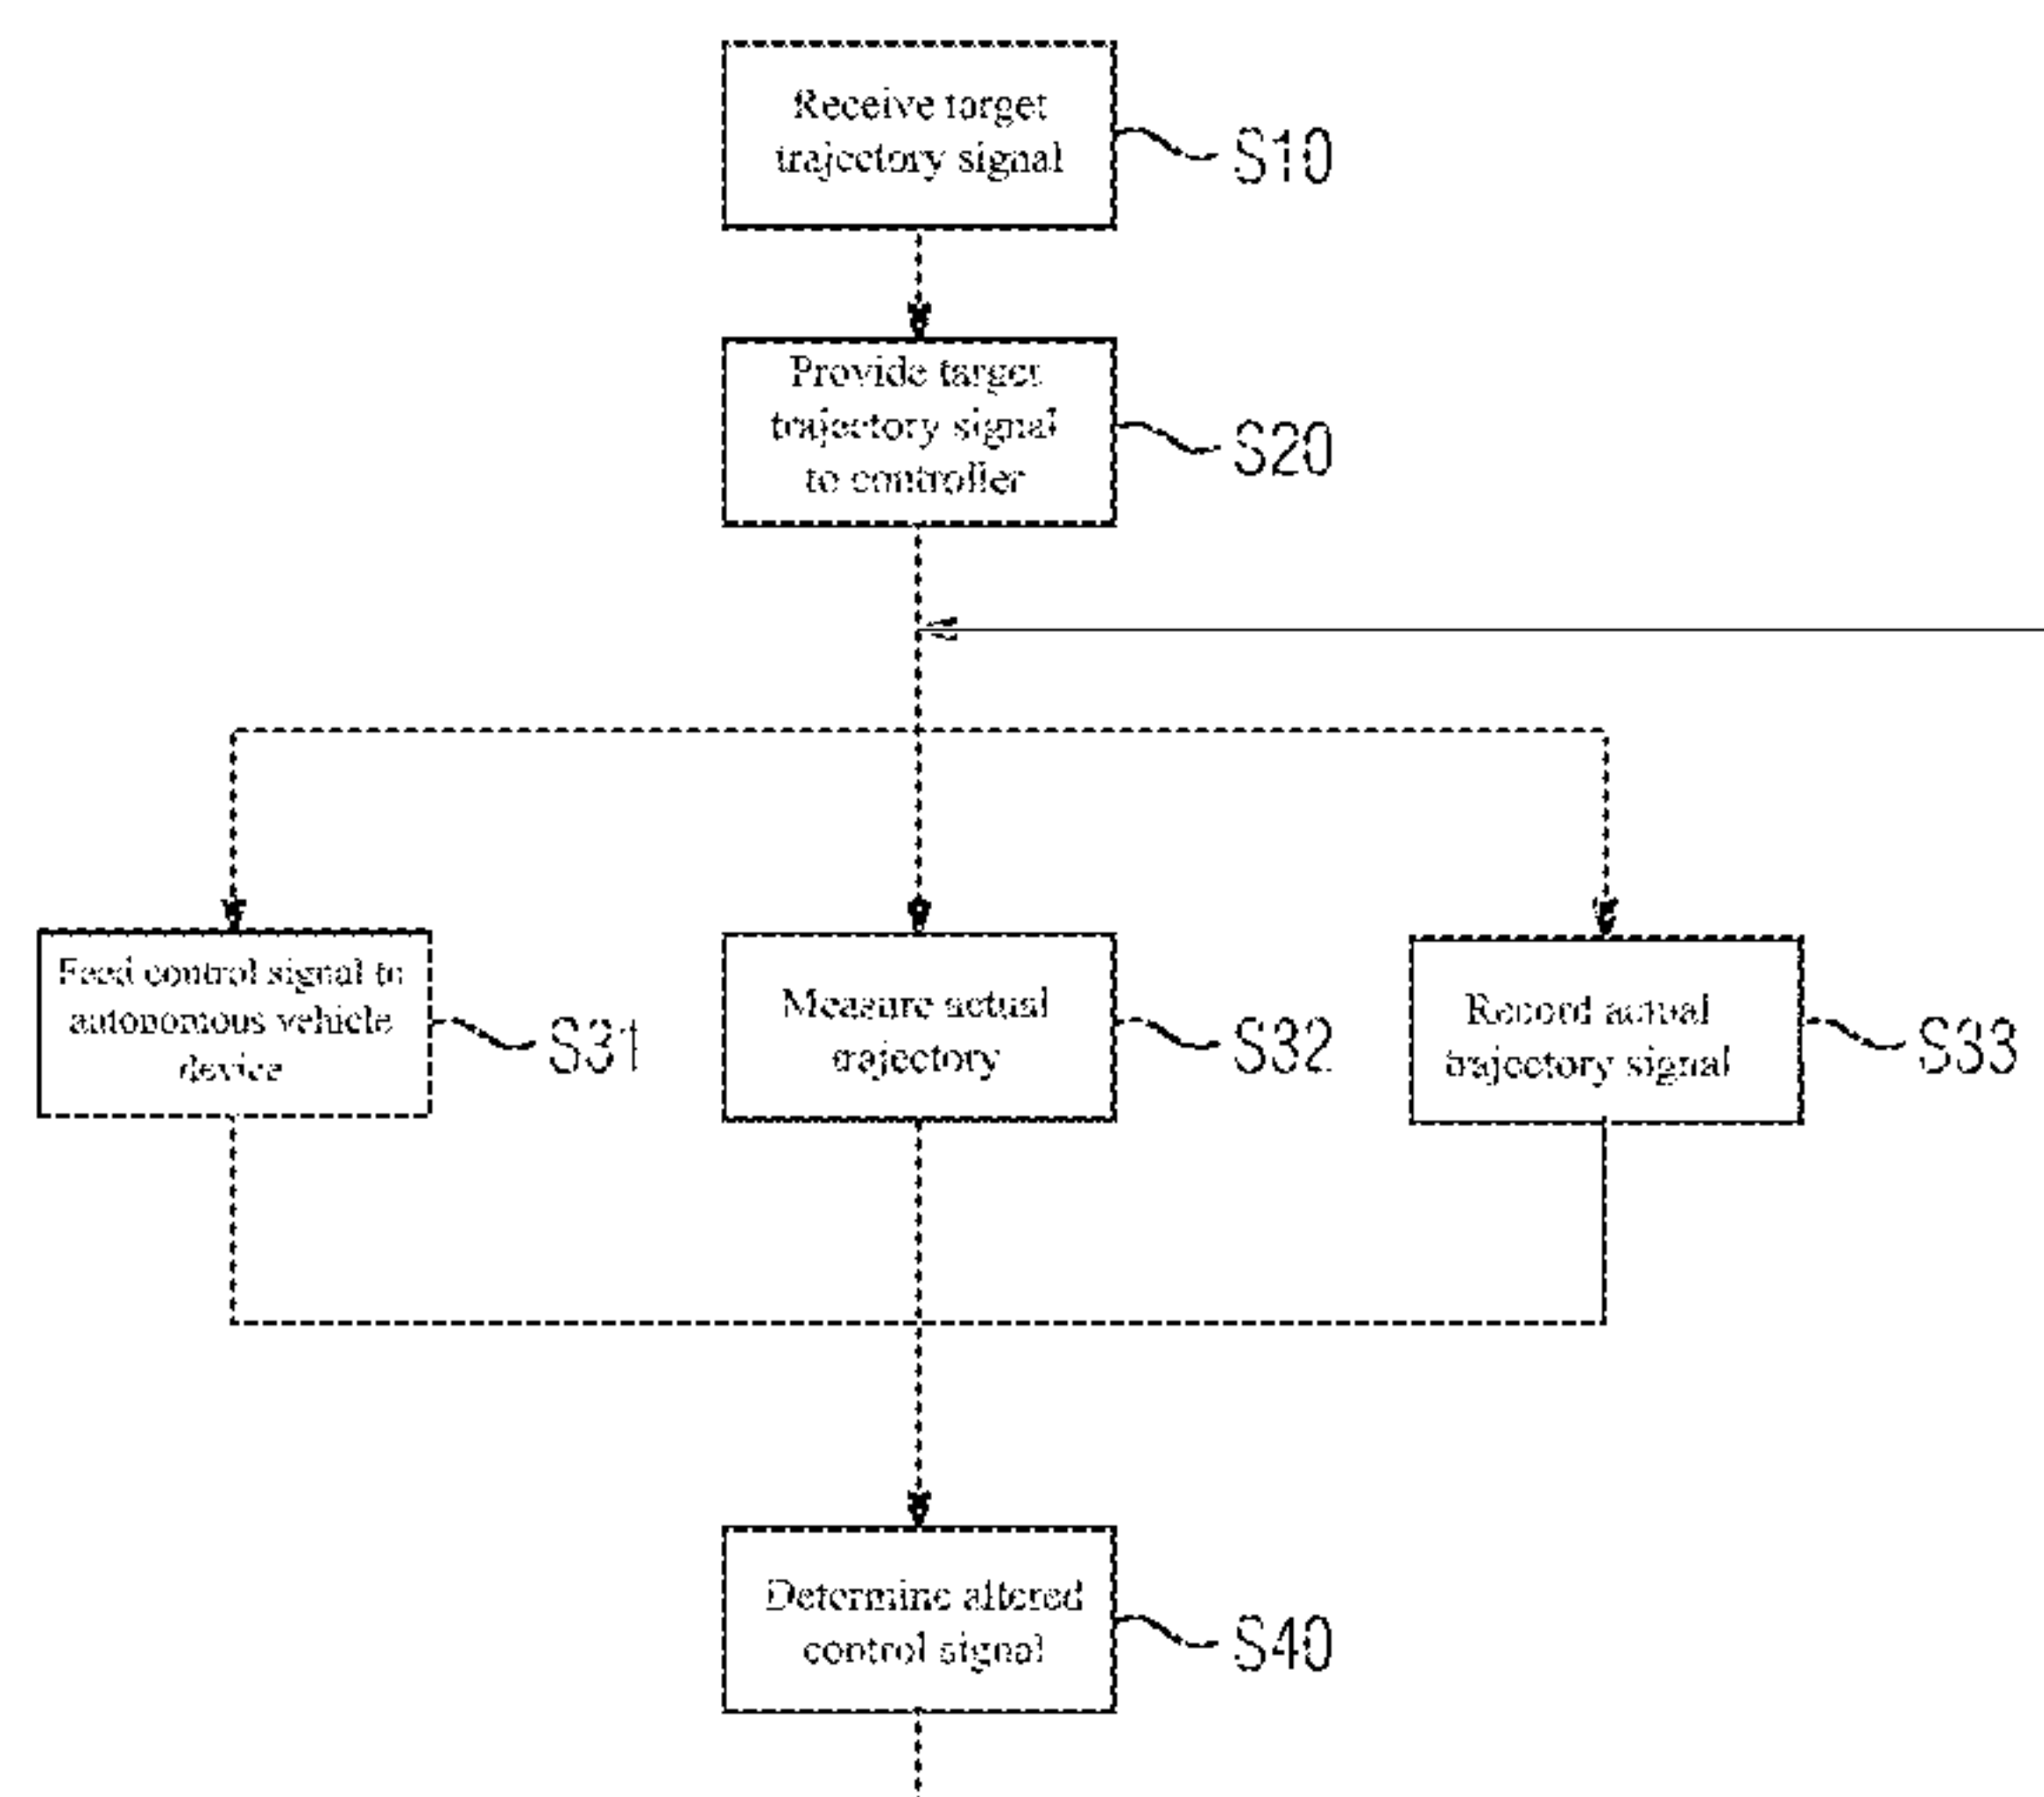 Receive target
trajectory signal
S10
Provide target
trajectory signal
to controller
S20
Feed control signal to
autonomous vehicle
device
S31
Measure actual
trajectory
S32
Record actual
trajectory signal
S33
Determine altered
control signal
S40